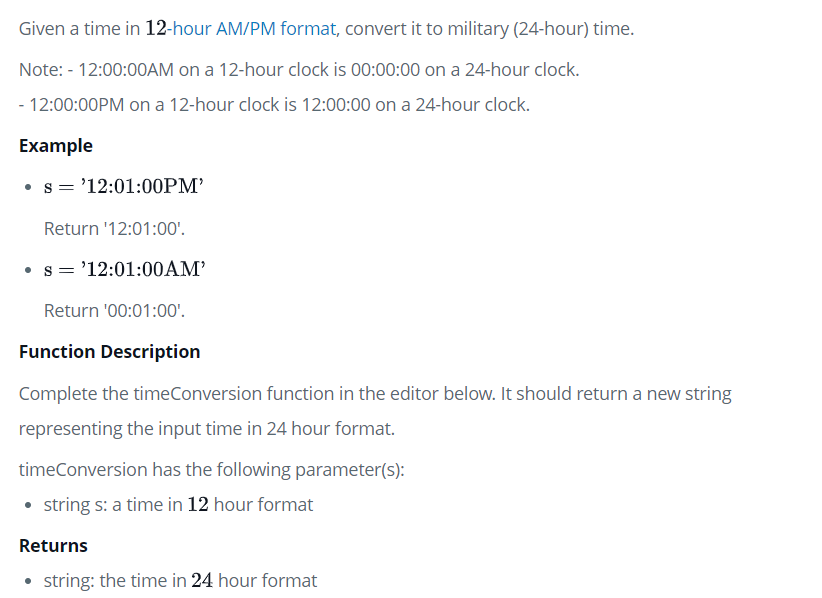 Given a time in 12-hour AM/PM format, convert it to military (24-hour) time.
Note: - 12:00:00AM on a 12-hour clock is 00:00:00 on a 24-hour clock.
- 12:00:00PM on a 12-hour clock is 12:00:00 on a 24-hour clock.
Example
• s = ’12:01:00PM’
Return '12:01:00'.
• s = ’12:01:00AM’
Return '00:01:00'.
Function Description
Complete the timeConversion function in the editor below. It should return a new string
representing the input time in 24 hour format.
timeConversion has the following parameter(s):
• string s: a time in 12 hour format
Returns
• string: the time in 24 hour format